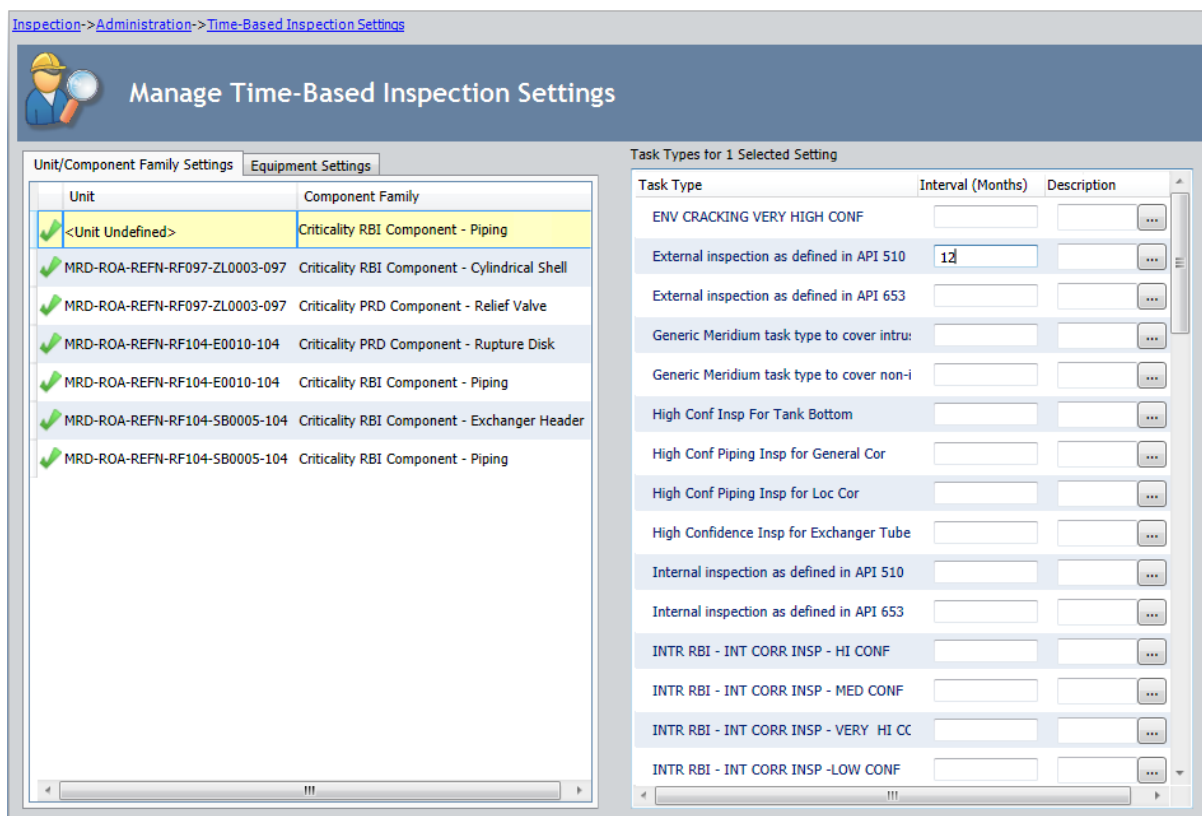 Inspection->Administration->Time-Based Inspection Settings
Manage Time-Based Inspection Settings
Unit/Component Family Settings Equipment Settings
Unit Component Family
<Unit Undefined> Criticality RBI Component - Piping
MRD-ROA-REFN-RF097-ZL0003-097 Criticality RBI Component - Cylindrical Shell
MRD-ROA-REFN-RF097-ZL0003-097 Criticality PRD Component - Relief Valve
MRD-ROA-REFN-RF104-E0010-104 Criticality PRD Component - Rupture Disk
MRD-ROA-REFN-RF104-E0010-104 Criticality RBI Component - Piping
MRD-ROA-REFN-RF104-SB0005-104 Criticality RBI Component - Exchanger Header
MRD-ROA-REFN-RF104-SB0005-104 Criticality RBI Component - Piping
Task Types for 1 Selected Setting
Task Type Interval (Months) Description
ENV CRACKING VERY HIGH CONF ...
External inspection as defined in API 510 12 ...
External inspection as defined in API 653 ...
Generic Meridium task type to cover intru: ...
Generic Meridium task type to cover non-i ...
High Conf Insp For Tank Bottom ...
High Conf Piping Insp for General Cor ...
High Conf Piping Insp for Loc Cor ...
High Confidence Insp for Exchanger Tube ...
Internal inspection as defined in API 510 ...
Internal inspection as defined in API 653 ...
INTR RBI - INT CORR INSP - HI CONF ...
INTR RBI - INT CORR INSP - MED CONF ...
INTR RBI - INT CORR INSP - VERY HI CC ...
INTR RBI - INT CORR INSP -LOW CONF ...